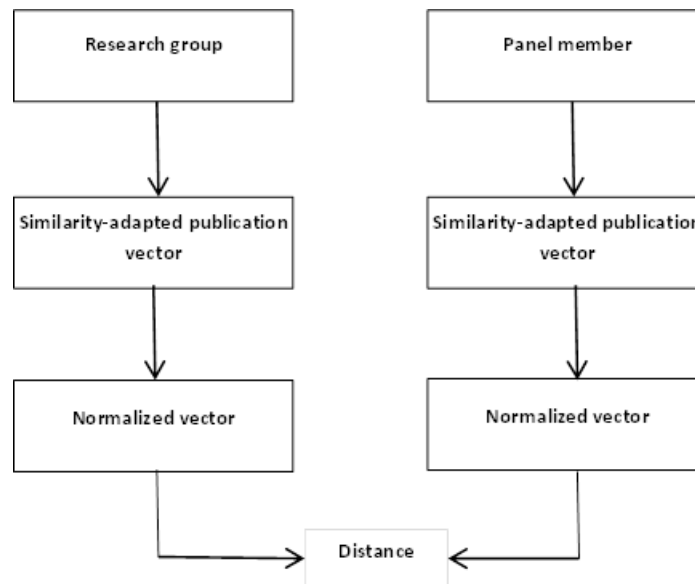 Research group
Panel member
Similarity-adapted publication
vector
Similarity-adapted publication
vector
Normalized vector
Normalized vector
Distance